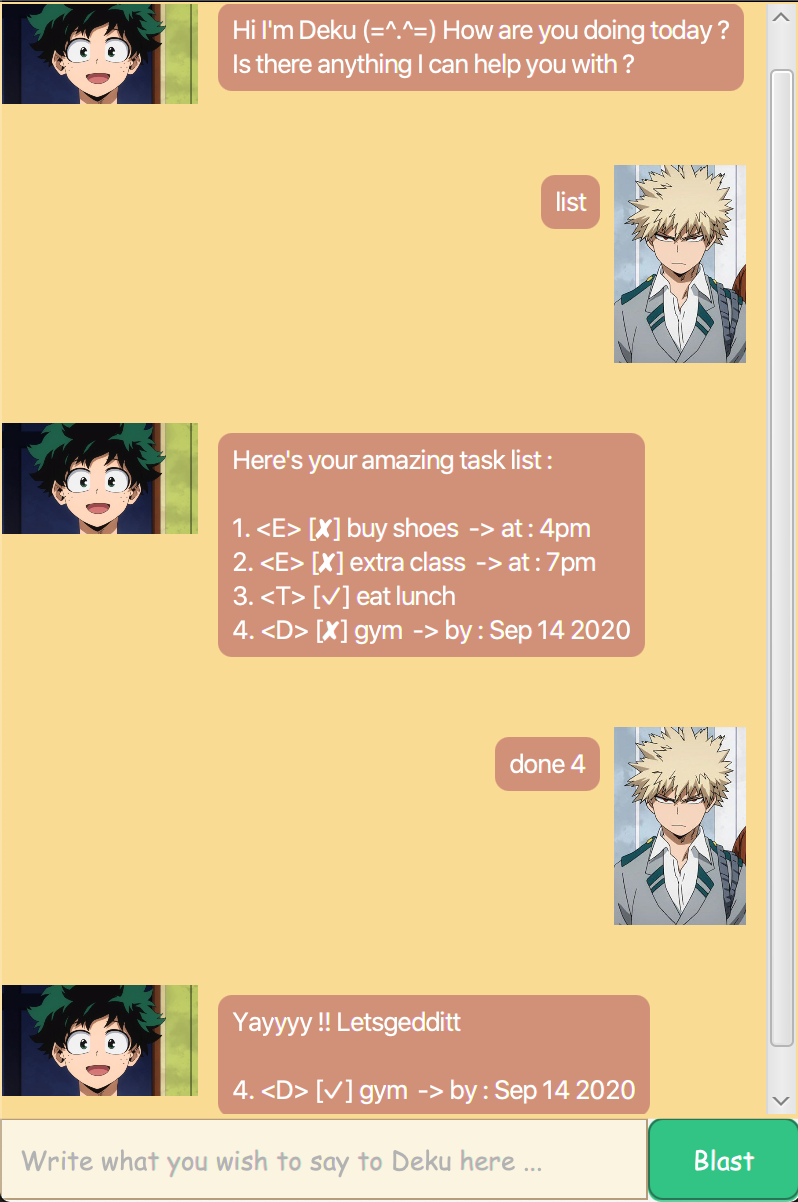 Hi I'm Deku (=^.^=) How are you doing today ?
Is there anything I can help you with ?
list
Here's your amazing task list :
1. <E> [✘] buy shoes -> at : 4pm
2. <E> [✘] extra class -> at : 7pm
3. <T> [✓] eat lunch
4. <D> [✘] gym -> by : Sep 14 2020
done 4
Yayyyy !! Letsgedditt
4. <D> [✓] gym -> by : Sep 14 2020
Write what you wish to say to Deku here ...
Blast